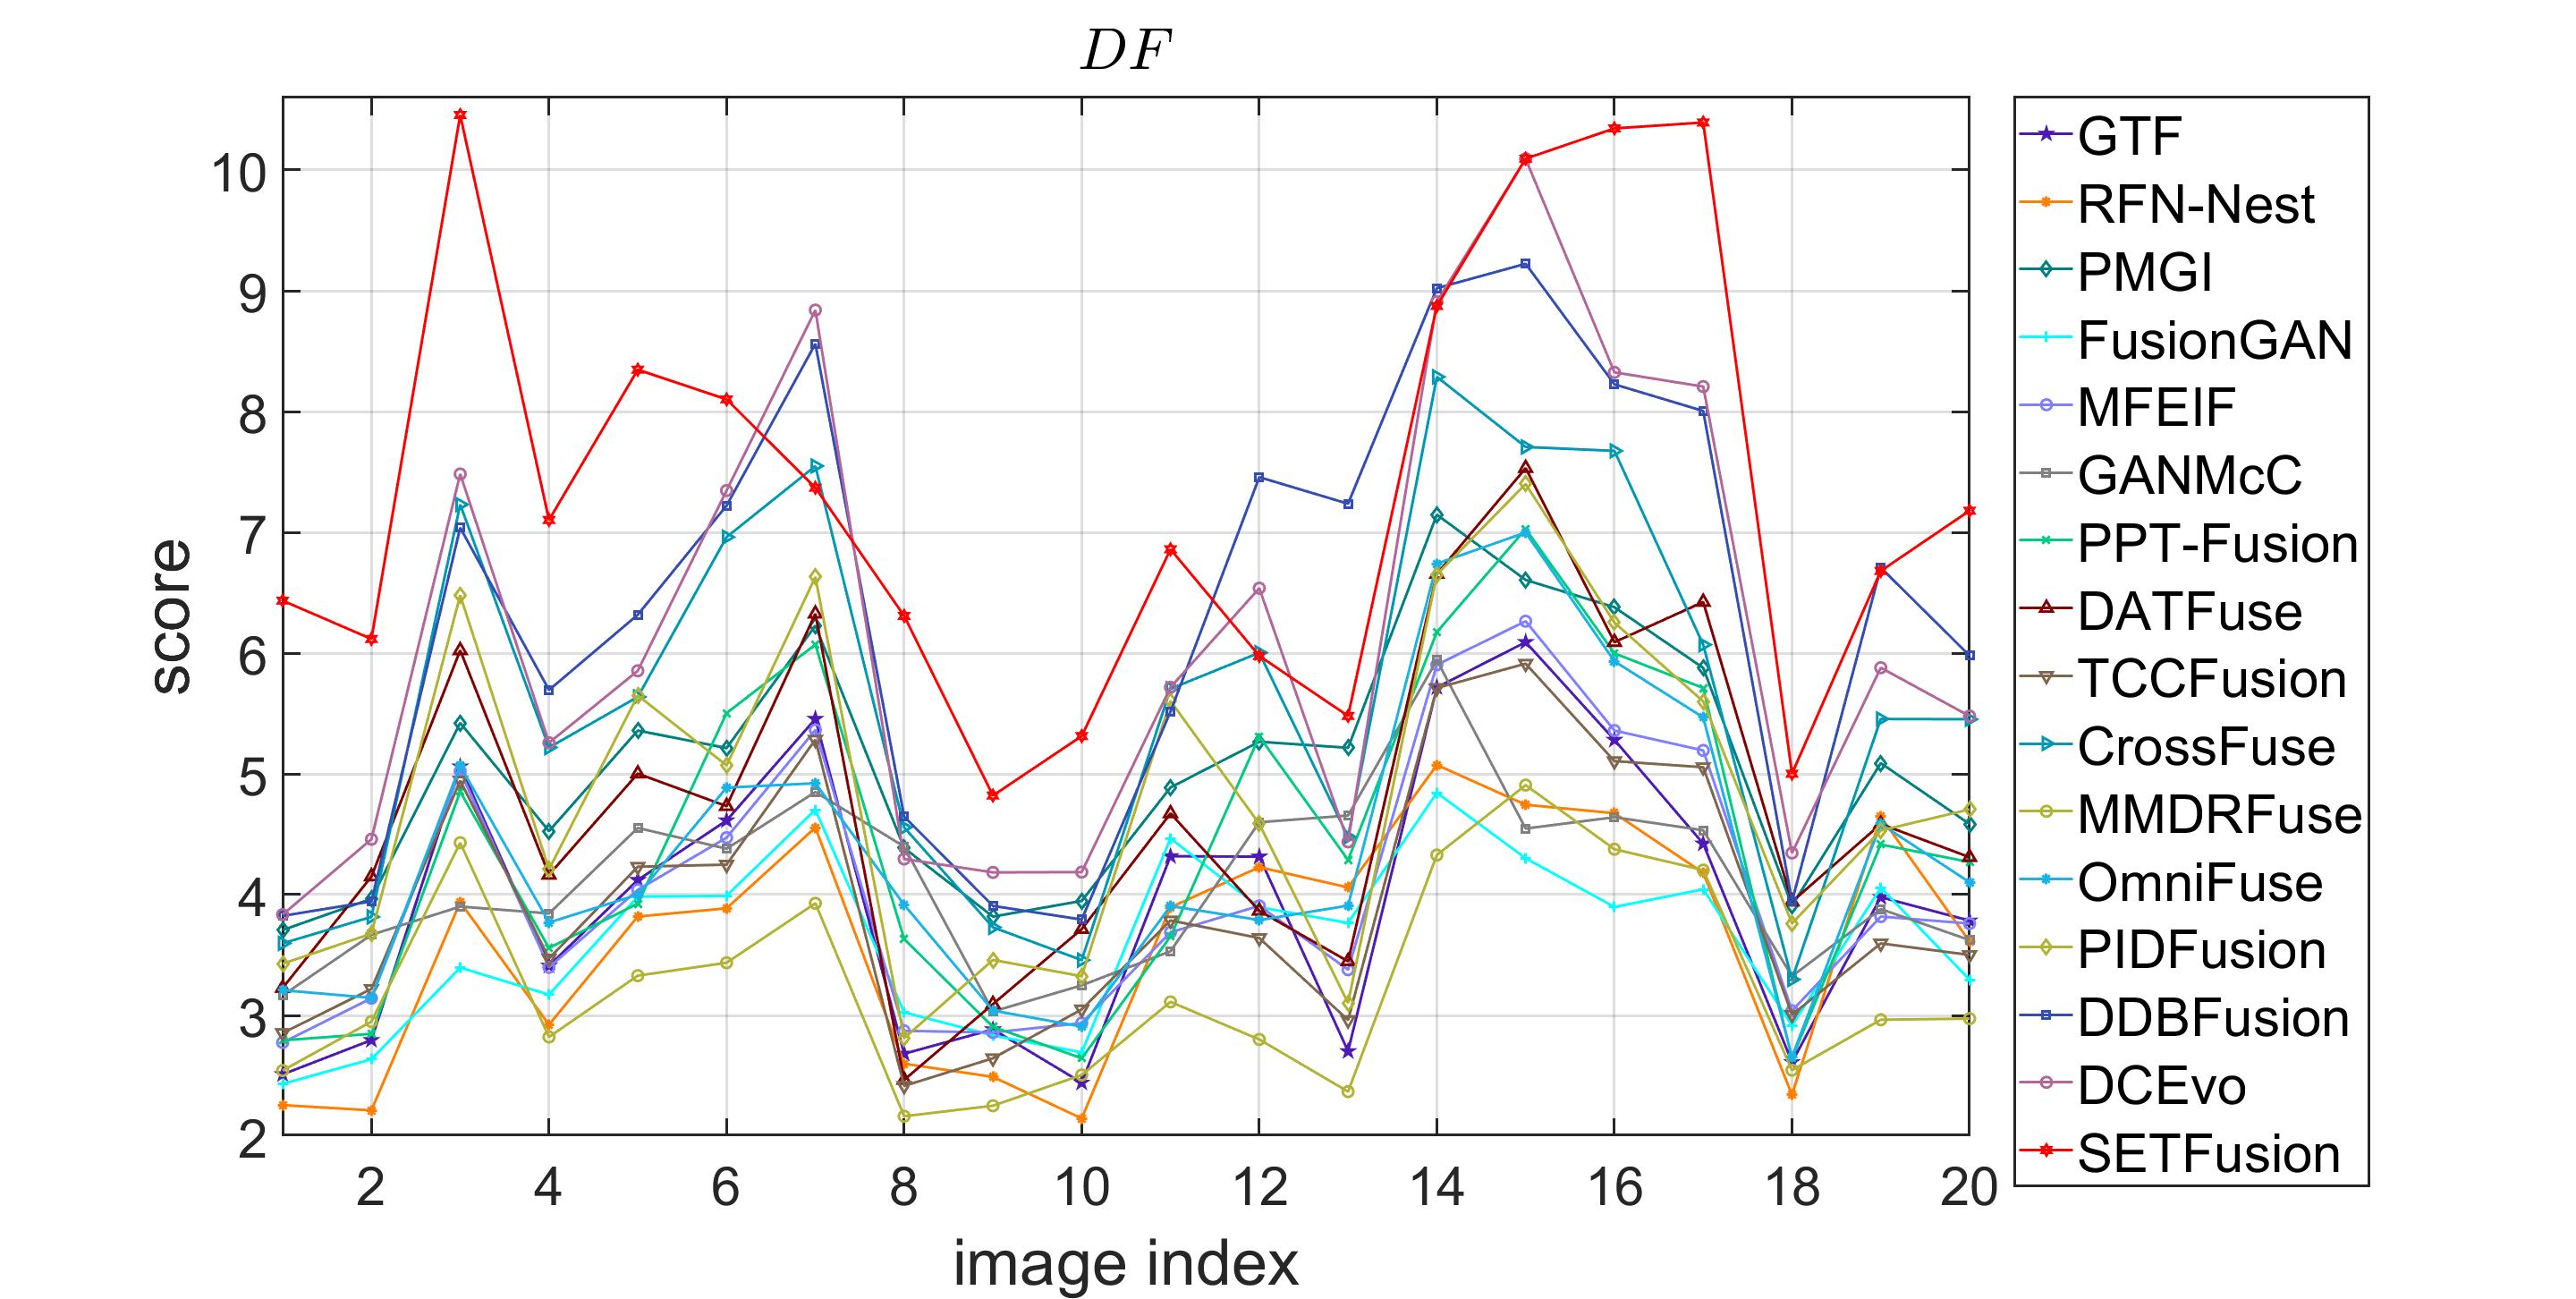 DF
10
9
8
7
6
5
4
3
2
score
2 4 6 8 10 12 14 16 18 20
image index
GTF
RFN-Nest
PMGI
FusionGAN
MFEIF
GANMcC
PPT-Fusion
DATFuse
TCCFusion
CrossFuse
MMDRFuse
OmniFuse
PIDFusion
DDBFusion
DCEvo
SETFusion